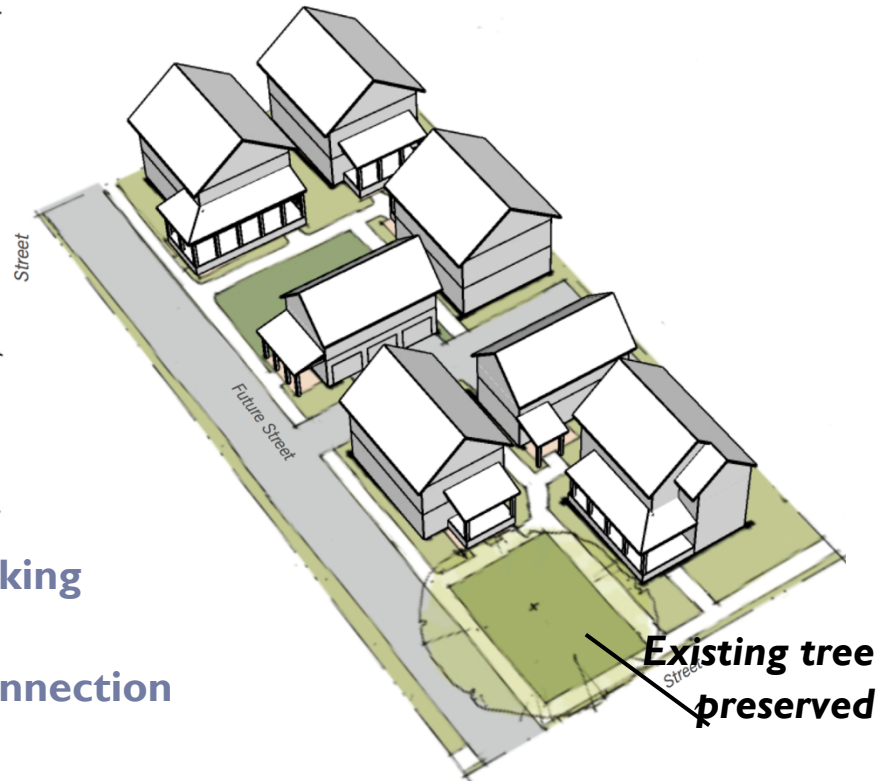 Street
Future Street
king
nnection
Existing tree
Street
preserved